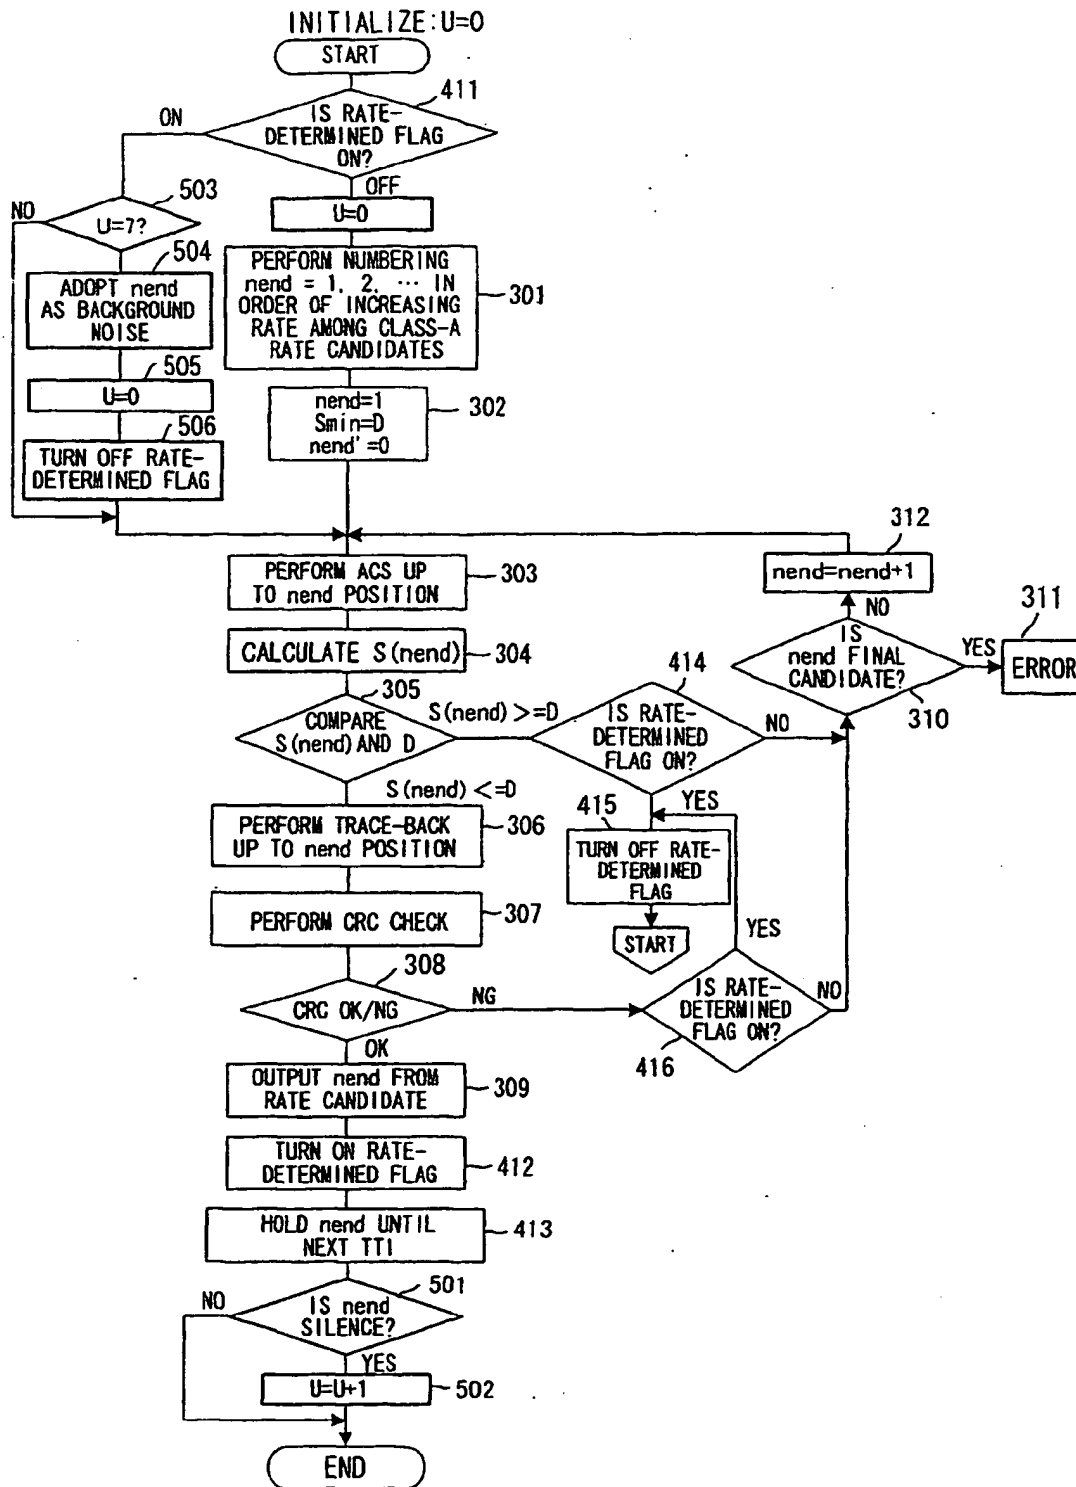 INITIALIZE:U=0
START
411
IS RATE-
DETERMINED FLAG
ON?
ON
OFF
503
NO
U=7?
U=0
504
ADOPT nend
AS BACKGROUND
NOISE
PERFORM NUMBERING
nend = 1, 2, ··· IN
ORDER OF INCREASING
RATE AMONG CLASS-A
RATE CANDIDATES
301
505
U=0
nend=1
Smin=D
nend'=0
302
506
TURN OFF RATE-
DETERMINED FLAG
312
nend=nend+1
PERFORM ACS UP
TO nend POSITION
303
NO
311
IS
nend FINAL
CANDIDATE?
YES
ERROR
310
CALCULATE S(nend)
304
305
COMPARE
S(nend)AND D
S(nend)>=D
414
IS RATE-
DETERMINED
FLAG ON?
NO
S(nend)<=D
YES
PERFORM TRACE-BACK
UP TO nend POSITION
306
415
TURN OFF RATE-
DETERMINED
FLAG
PERFORM CRC CHECK
307
START
YES
308
CRC OK/NG
NG
IS RATE-
DETERMINED
FLAG ON?
NO
416
OK
OUTPUT nend FROM
RATE CANDIDATE
309
TURN ON RATE-
DETERMINED FLAG
412
HOLD nend UNTIL
NEXT TTI
413
501
NO
IS nend
SILENCE?
YES
U=U+1
502
END